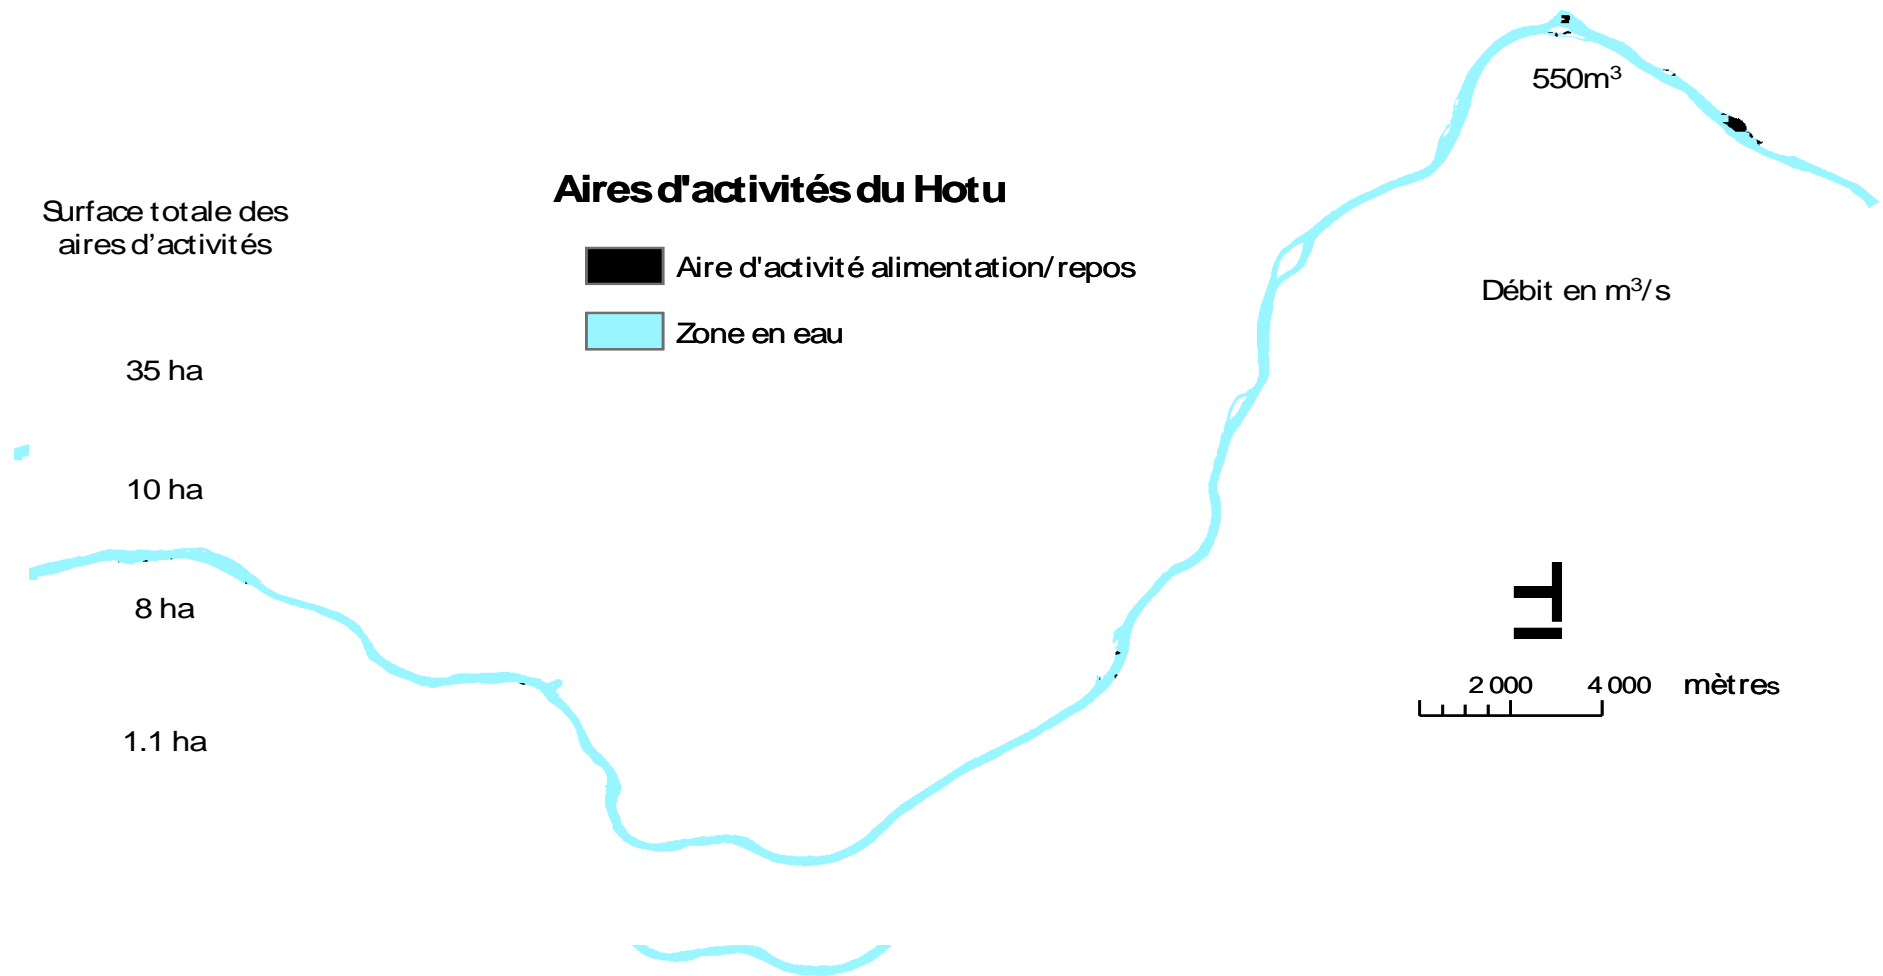 550m³
Aires d'activités du Hotu
Surface totale des
aires d’activités
Aire d'activité alimentation/repos
Débit en m³/s
Zone en eau
35 ha
10 ha
8 ha
2 000 4 000 mètres
1.1 ha